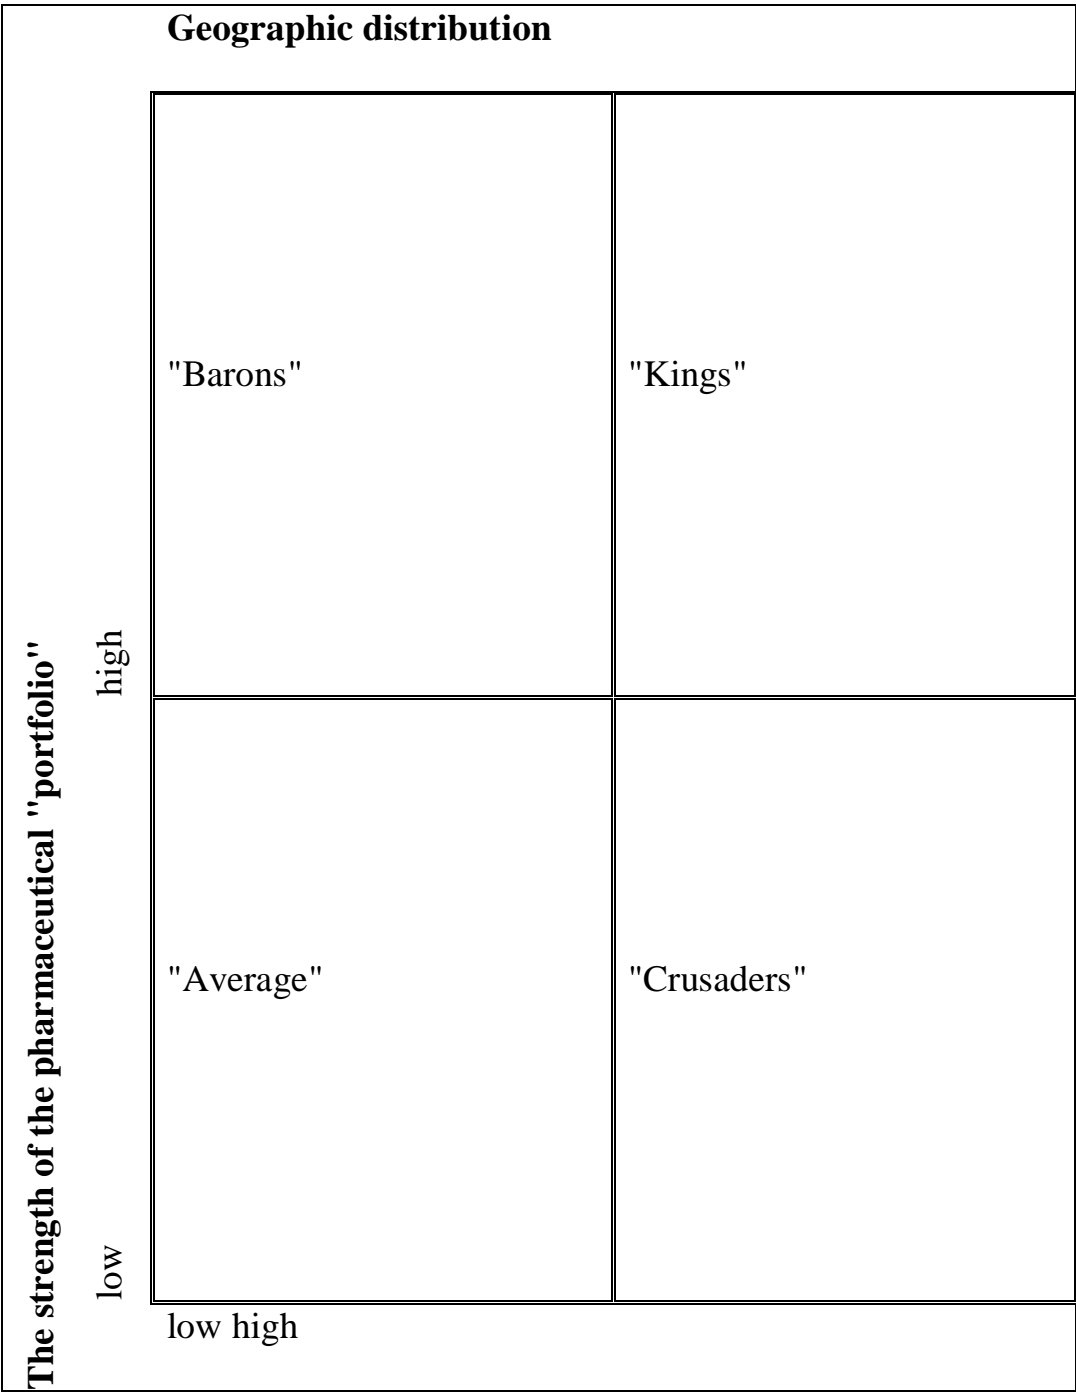 Geographic distribution
The strength of the pharmaceutical "portfolio"
high
"Barons" "Kings"
low
"Average" "Crusaders"
low high